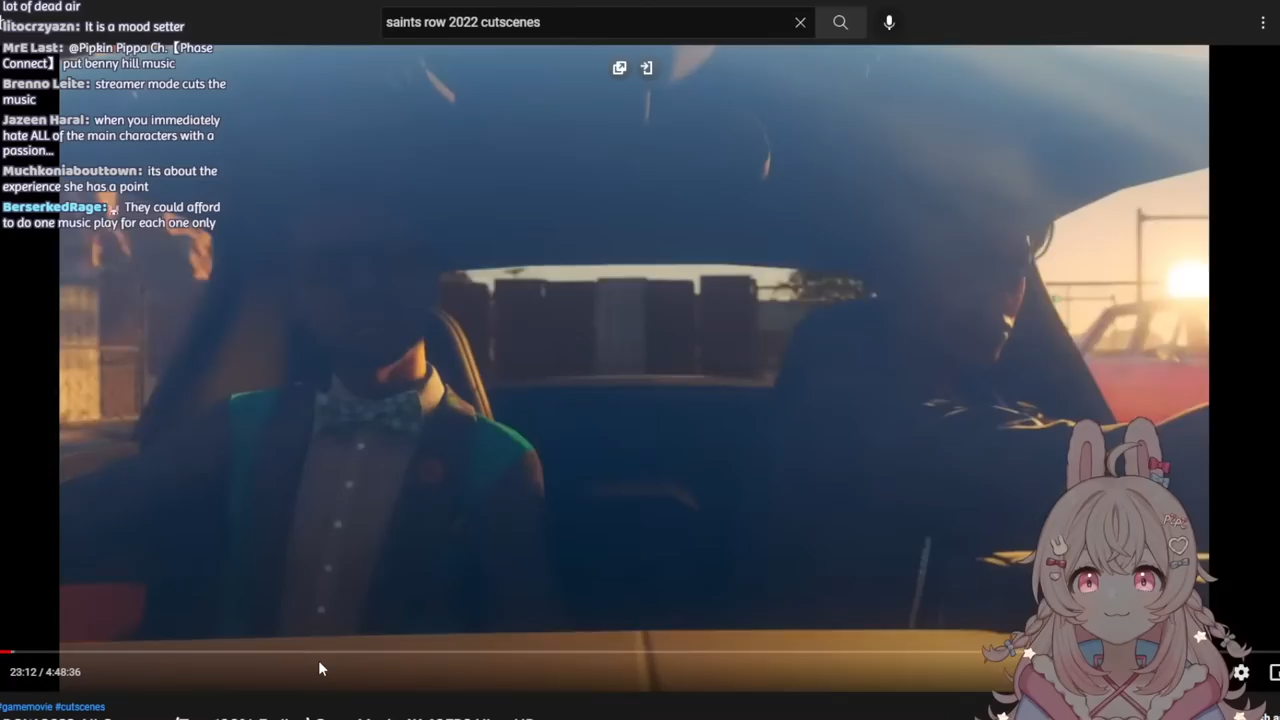 lot of dead air
litocrzyazn: It is a mood setter
MrE Last: @Pipkin Pippa Ch.【Phase
Connect】 put benny hill music
Brenno Leite: streamer mode cuts the
music
Jazeen Haral: when you immediately
hate ALL of the main characters with a
passion...
Muchkoniabouttown: its about the
experience she has a point
BerserkedRage: They could afford
to do one music play for each one only
saints row 2022 cutscenes
23:12 / 4:48:36
#gamemovie #cutscenes